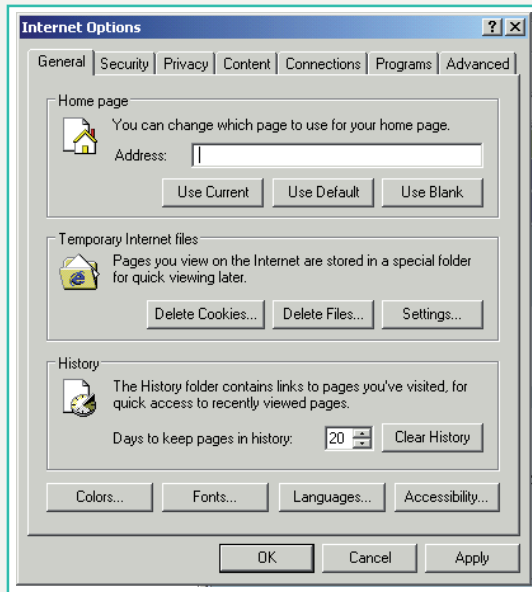 Internet Options
General Security Privacy Content Connections Programs Advanced
Home page
You can change which page to use for your home page.
Address:
Use Current Use Default Use Blank
Temporary Internet files
Pages you view on the Internet are stored in a special folder
for quick viewing later.
Delete Cookies... Delete Files... Settings...
History
The History folder contains links to pages you've visited, for
quick access to recently viewed pages.
Days to keep pages in history: 20 Clear History
Colors... Fonts... Languages... Accessibility...
OK Cancel Apply